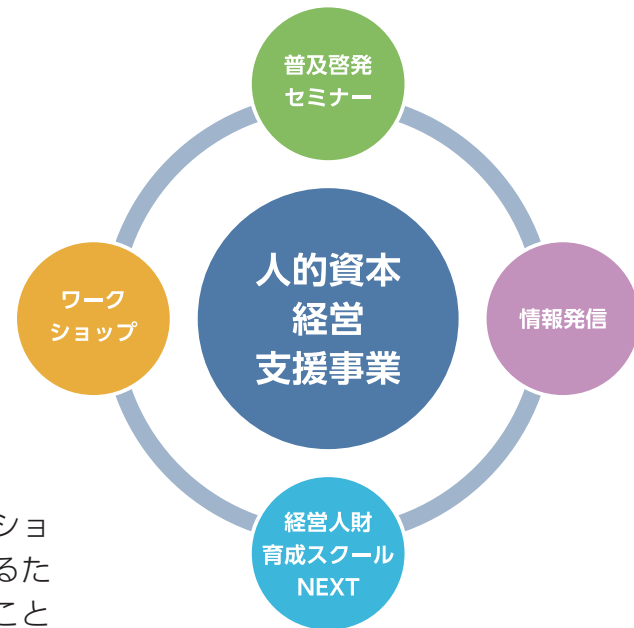 普及啓発
セミナー
人的資本
経営
支援事業
ワーク
ショップ
情報発信
経営人財
育成スクール
NEXT
ショ
るた
こと